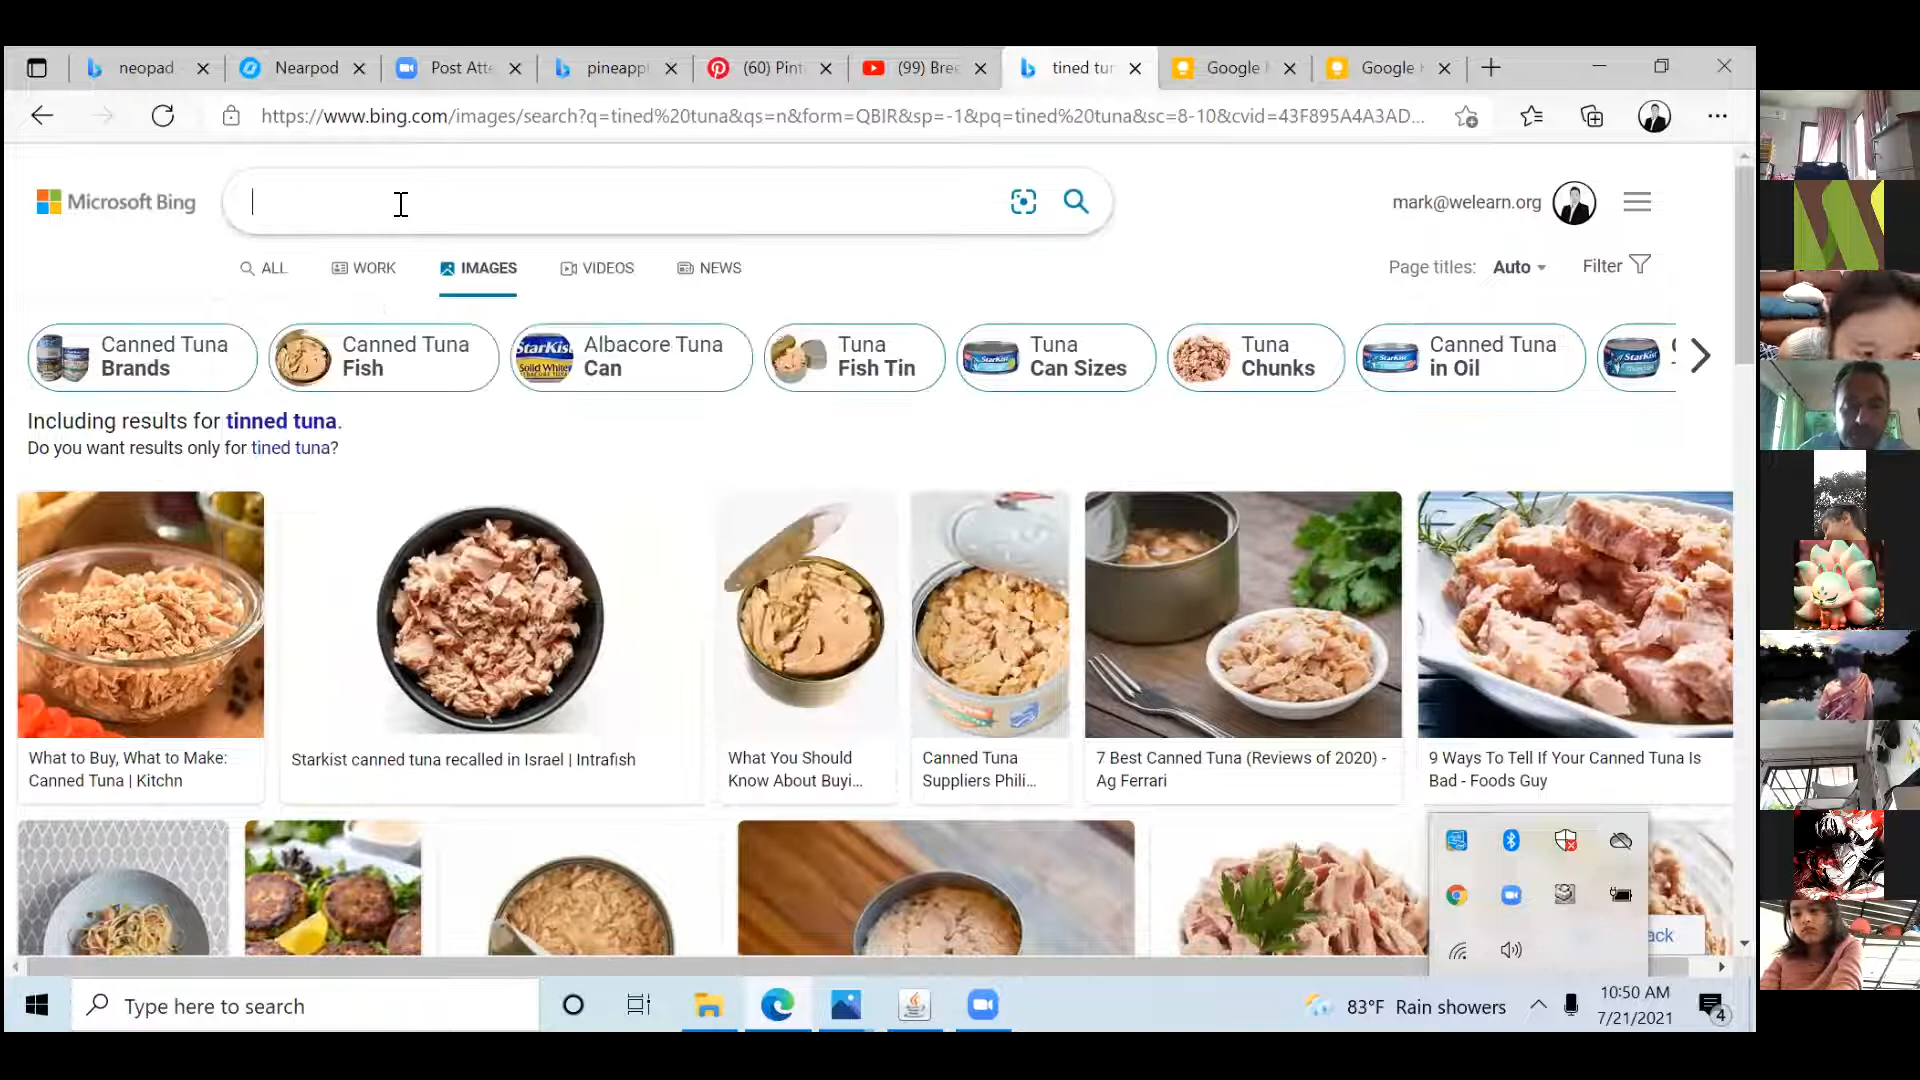 neopad
Nearpod
Post Atte
pineapp
(60) Pint
(99) Bree
tined tun
Google
Google
https://www.bing.com/images/search?q=tined%20tuna&qs=n&form=QBIR&sp=-1&pq=tined%20tuna&sc=8-10&cvid=43F895A4A3AD...
Microsoft Bing
mark@welearn.org
ALL
WORK
IMAGES
VIDEOS
NEWS
Page titles: Auto
Filter
Canned Tuna
Brands
Canned Tuna
Fish
Albacore Tuna
Can
Tuna
Fish Tin
Tuna
Can Sizes
Tuna
Chunks
Canned Tuna
in Oil
Including results for tinned tuna.
Do you want results only for tined tuna?
What to Buy, What to Make:
Canned Tuna | Kitchn
Starkist canned tuna recalled in Israel | Intrafish
What You Should
Know About Buyi...
Canned Tuna
Suppliers Phili...
7 Best Canned Tuna (Reviews of 2020) -
Ag Ferrari
9 Ways To Tell If Your Canned Tuna Is
Bad - Foods Guy
ack
Type here to search
83°F Rain showers
10:50 AM
7/21/2021
4